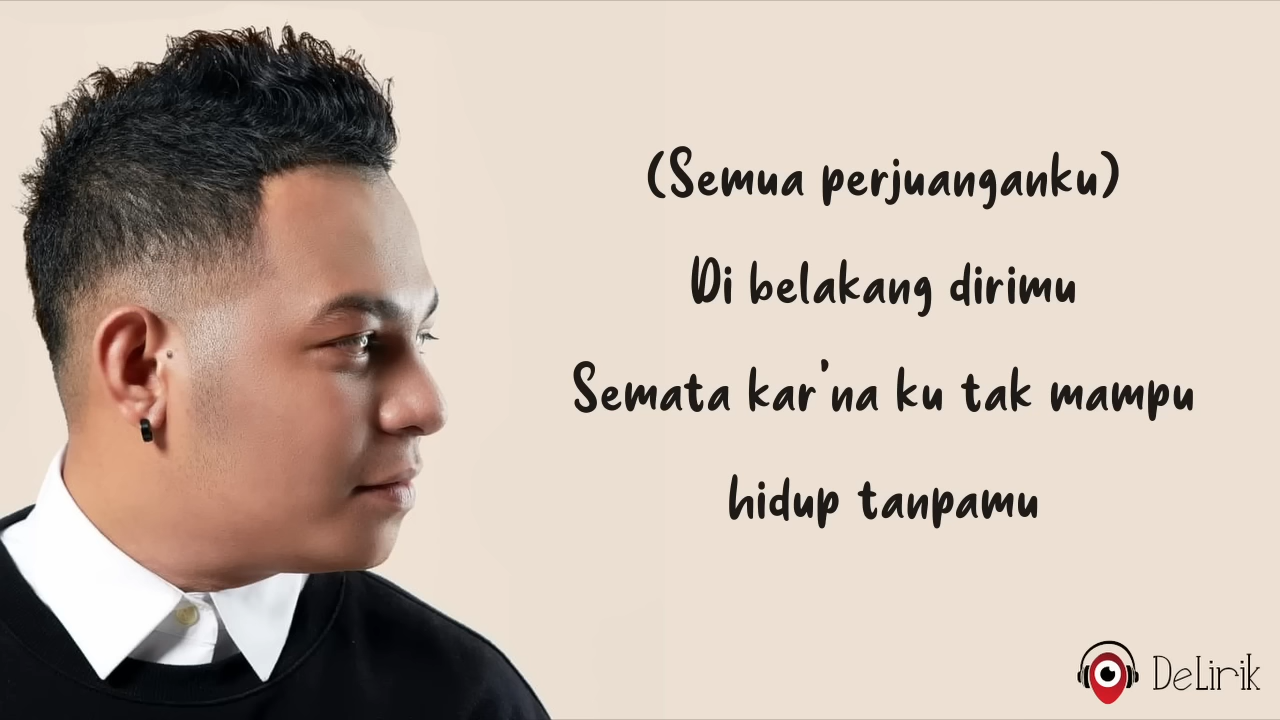 (Semua perjuanganku)
Di belakang dirimu
Semata kar'na ku tak mampu
hidup tanpamu
DeLirik